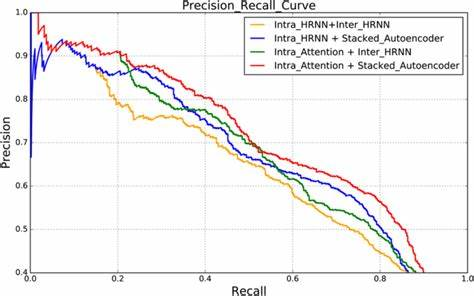 Precision_Recall_Curve
Intra_HRNN+Inter_HRNN
Intra_HRNN + Stacked_Autoencoder
Intra_Attention + Inter_HRNN
Intra_Attention + Stacked_Autoencoder
Precision
1.0
0.9
0.8
0.7
0.6
0.5
0.4
0.0 0.2 0.4 0.6 0.8 1.0
Recall